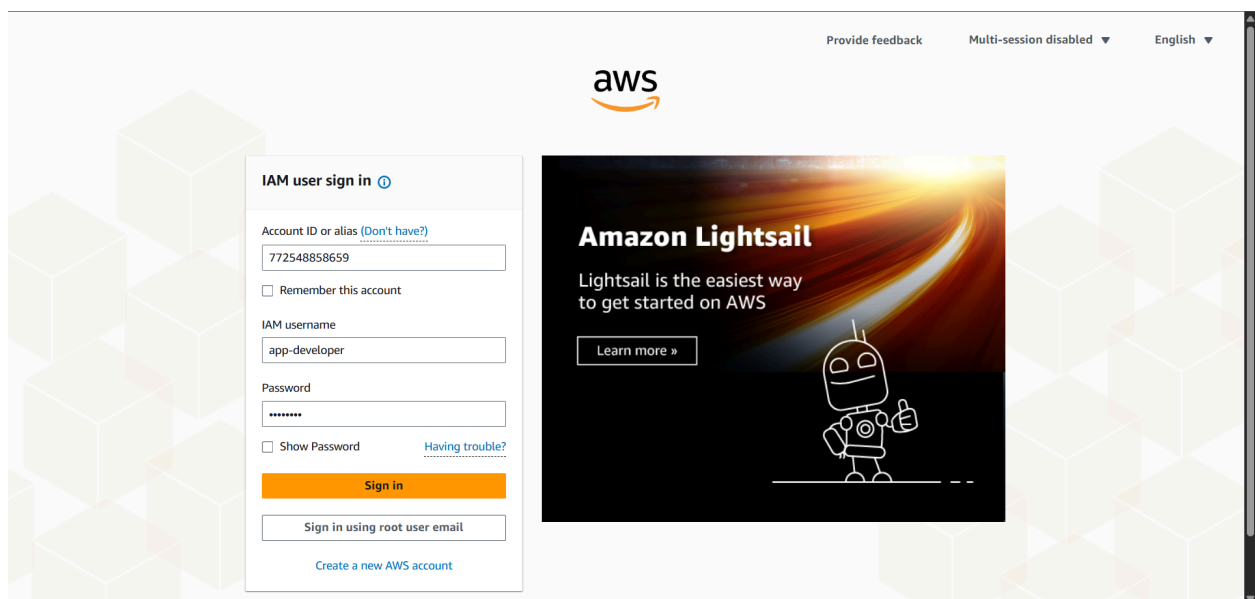 Provide feedback Multi-session disabled ▼ English ▼
aws
IAM user sign in
Account ID or alias (Don't have?)
772548858659
Remember this account
IAM username
app-developer
Password
••••••••
Show Password Having trouble?
Sign in
Sign in using root user email
Create a new AWS account
Amazon Lightsail
Lightsail is the easiest way
to get started on AWS
Learn more »